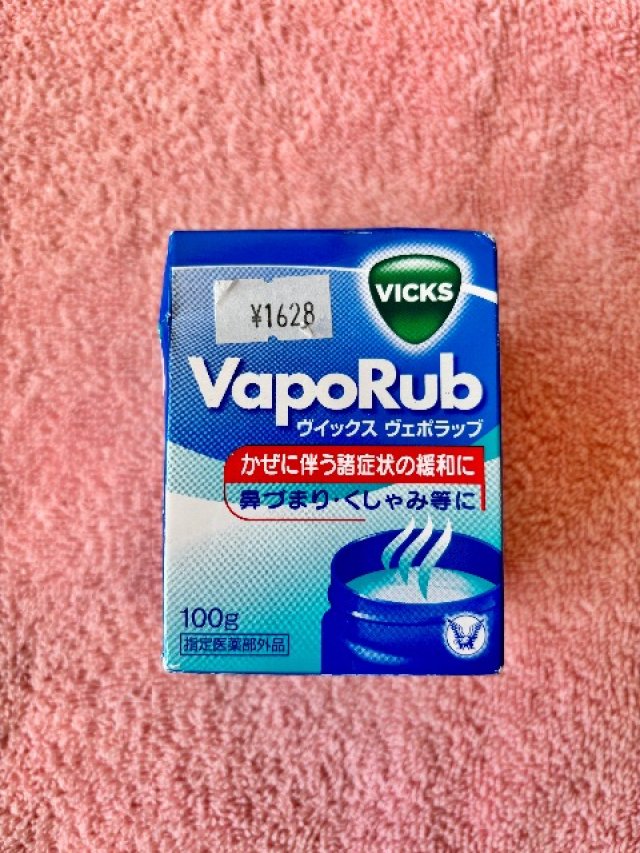 ¥1628
VICKS
VapoRub
ヴイックス ヴェポラッブ
かぜに伴う諸症状の緩和に
鼻づまり・くしゃみ等に
100g
指定医薬部外品